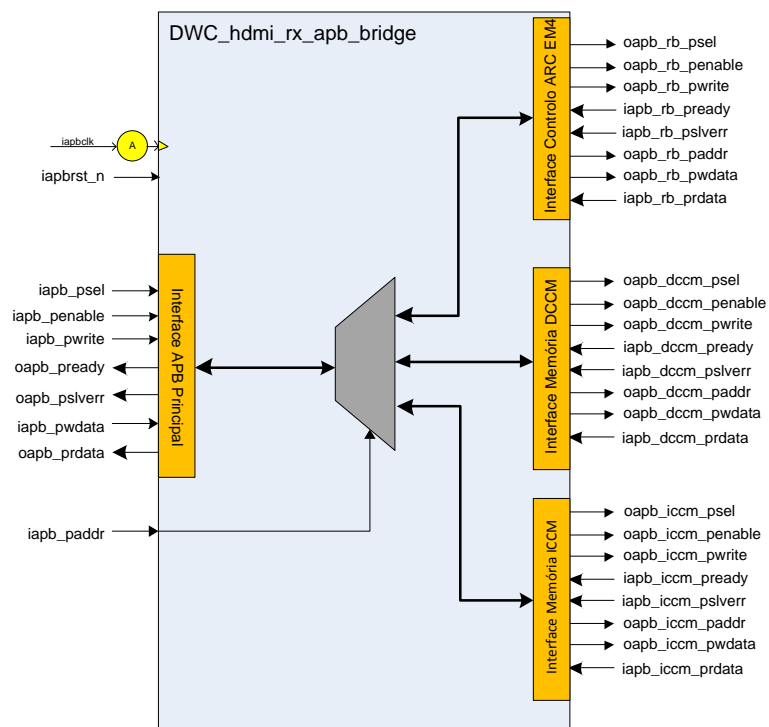 DWC_hdmi_rx_apb_bridge
iapbclk
A
iapbrst_n
iapb_psel
iapb_penable
iapb_pwrite
oapb_pready
oapb_pslverr
iapb_pwdata
oapb_prdata
iapb_paddr
Interface APB Principal
Interface Controlo ARC EM4
oapb_rb_psel
oapb_rb_penable
oapb_rb_pwrite
iapb_rb_pready
iapb_rb_pslverr
oapb_rb_paddr
oapb_rb_pwdata
iapb_rb_prdata
Interface Memória DCCM
oapb_dccm_psel
oapb_dccm_penable
oapb_dccm_pwrite
iapb_dccm_pready
iapb_dccm_pslverr
oapb_dccm_paddr
oapb_dccm_pwdata
iapb_dccm_prdata
Interface Memória ICCM
oapb_iccm_psel
oapb_iccm_penable
oapb_iccm_pwrite
iapb_iccm_pready
iapb_iccm_pslverr
oapb_iccm_paddr
oapb_iccm_pwdata
iapb_iccm_prdata